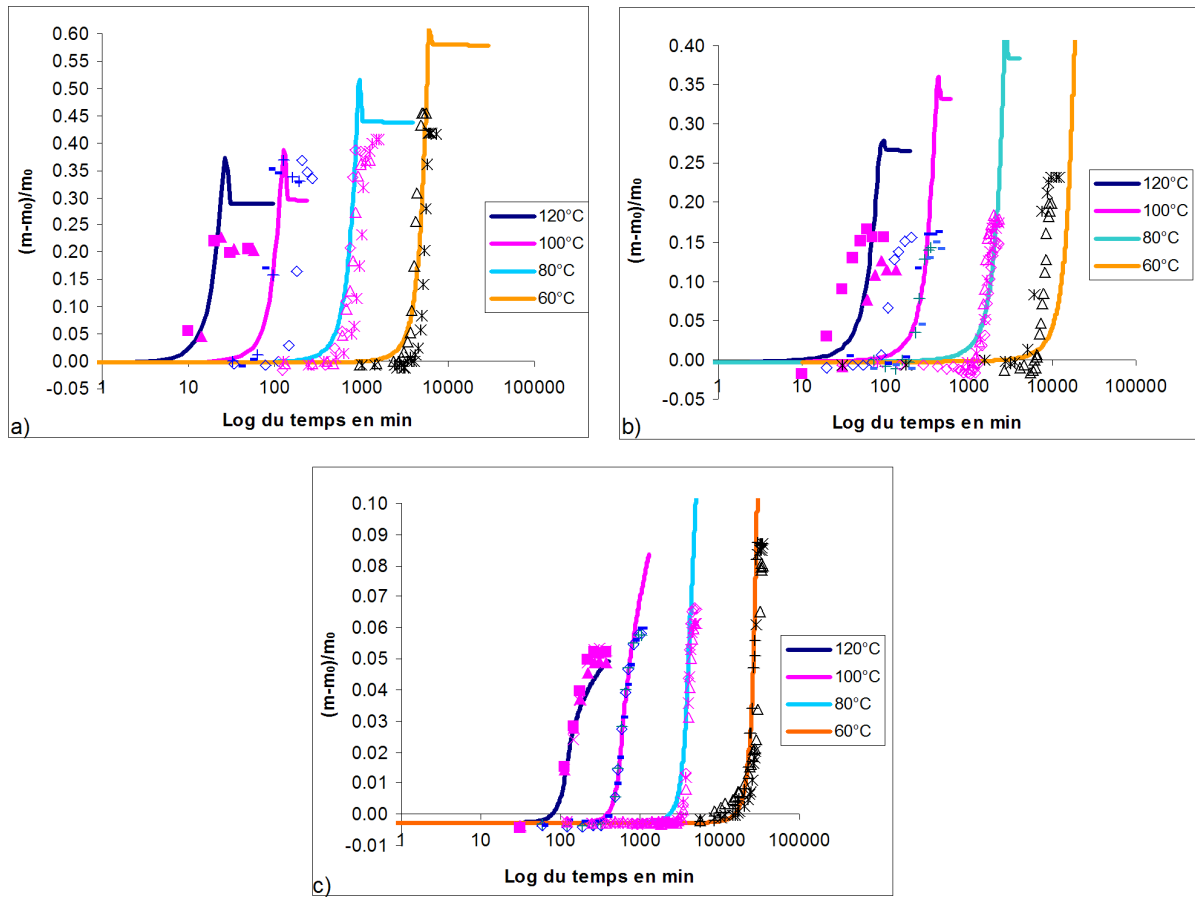 (m-m₀)/m₀
0.60
0.55
0.50
0.45
0.40
0.35
0.30
0.25
0.20
0.15
0.10
0.05
0.00
-0.05
1
10
100
1000
10000
100000
Log du temps en min
120°C
100°C
80°C
60°C
a)
(m-m₀)/m₀
0.40
0.35
0.30
0.25
0.20
0.15
0.10
0.05
0.00
-0.05
1
10
100
1000
10000
100000
Log du temps en min
120°C
100°C
80°C
60°C
b)
(m-m₀)/m₀
0.10
0.09
0.08
0.07
0.06
0.05
0.04
0.03
0.02
0.01
0.00
-0.01
1
10
100
1000
10000
100000
Log du temps en min
120°C
100°C
80°C
60°C
c)